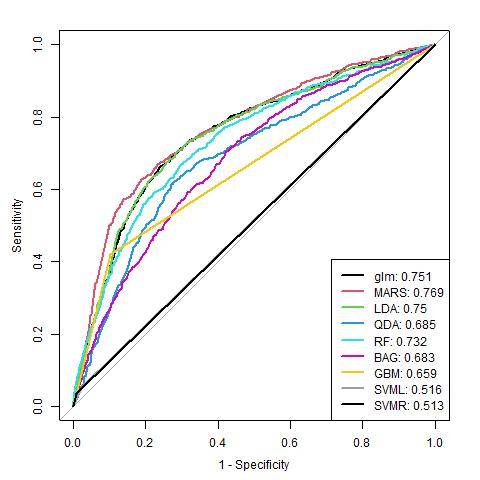 1.0
0.8
0.6
0.4
0.2
0.0
Sensitivity
glm: 0.751
MARS: 0.769
LDA: 0.75
QDA: 0.685
RF: 0.732
BAG: 0.683
GBM: 0.659
SVML: 0.516
SVMR: 0.513
0.0 0.2 0.4 0.6 0.8 1.0
1 - Specificity